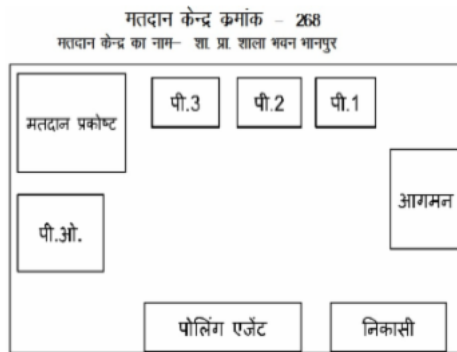 मतदान केन्द्र क्रमांक - 268
मतदान केन्द्र का नाम– शा. प्रा. शाला भवन भानपुर
मतदान प्रकोष्ट
पी.3
पी.2
पी.1
आगमन
पी.ओ.
पोलिंग एजेंट
निकासी